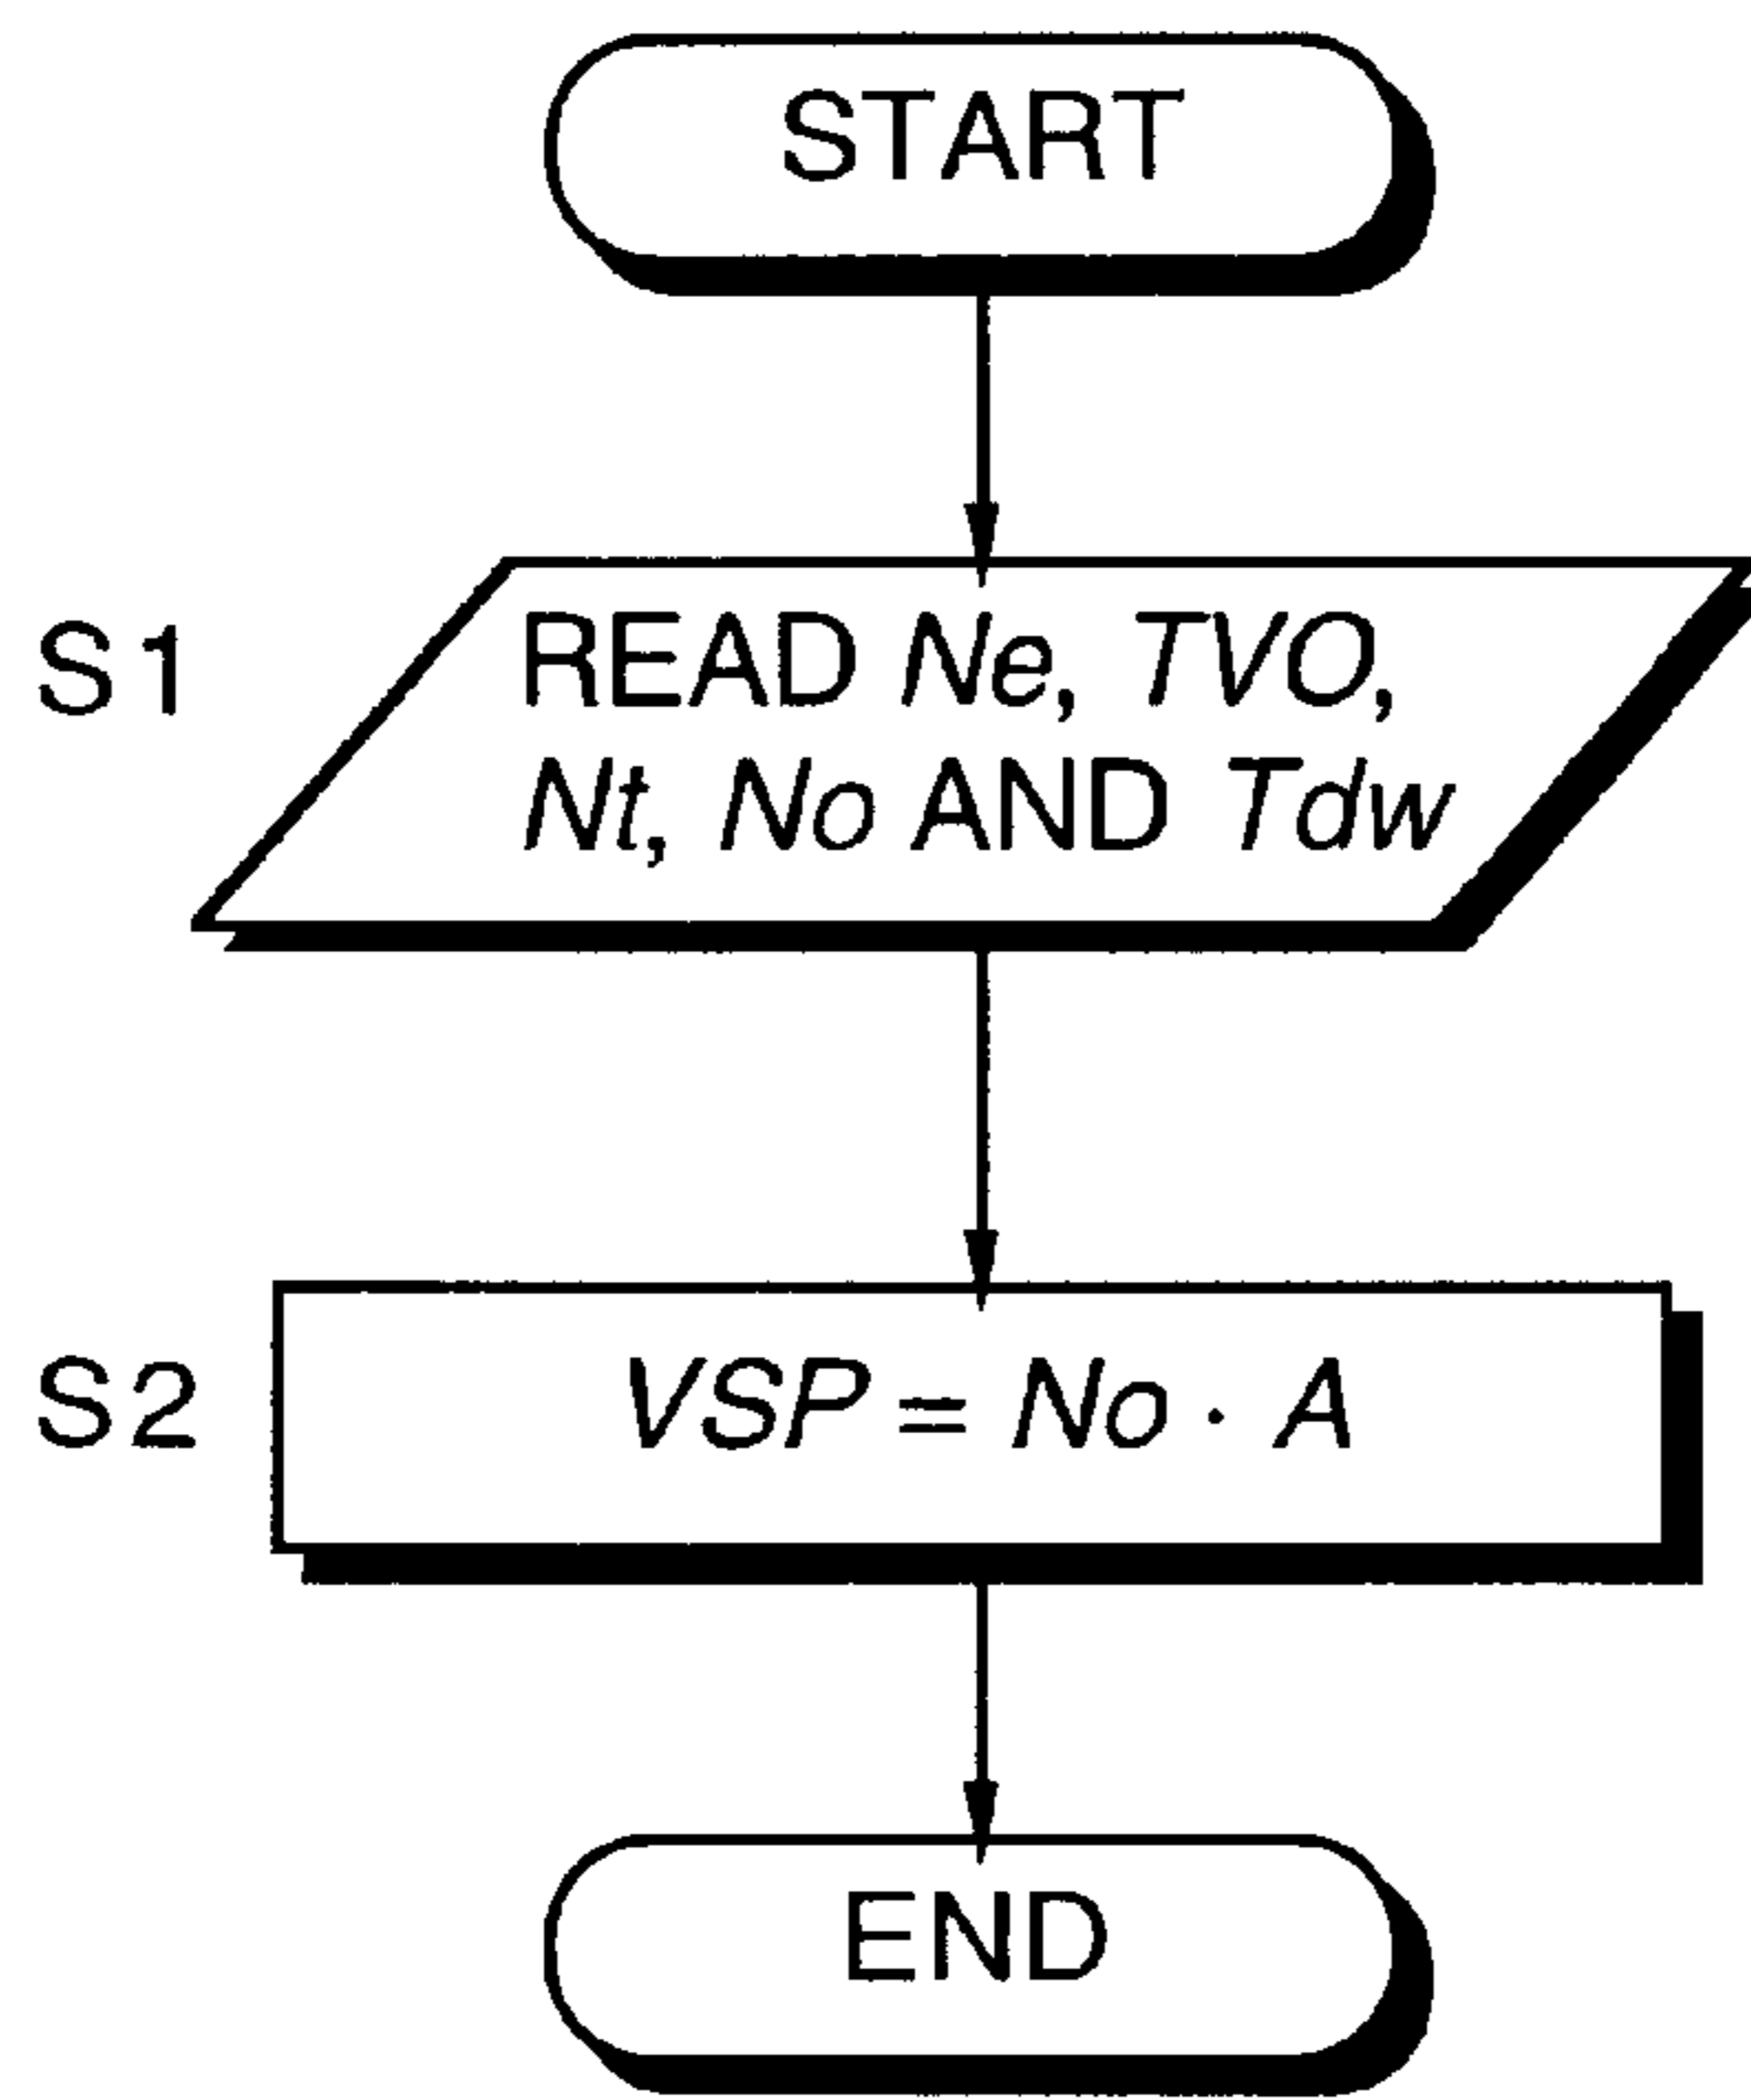 START
S1
READ Ne, TVO,
Nt, No AND Tdw
S2
VSP = No · A
END